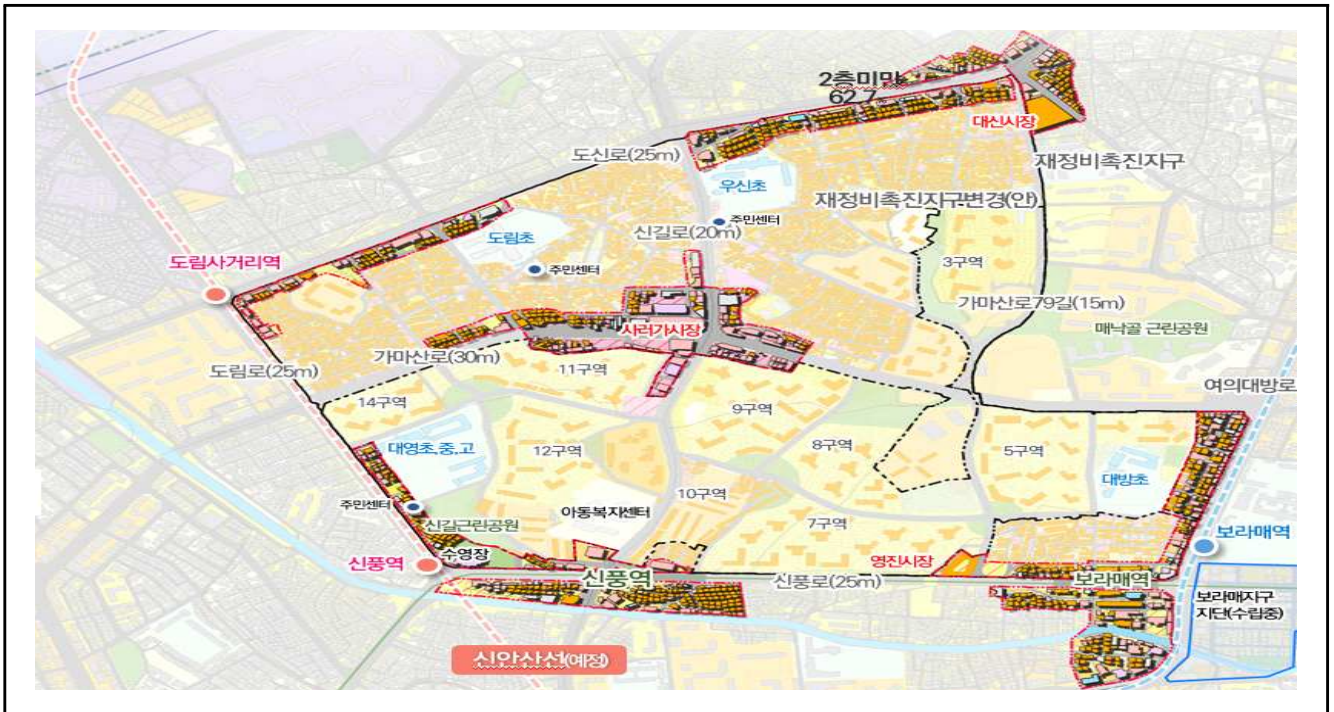 2층미만
62.7
대신시장
도신로(25m)
재정비촉진지구
우신초
재정비촉진지구변경(안)
주민센터
도림초
신길로(20m)
도림사거리역
주민센터
3구역
가마산로79길(15m)
사러가시장
매낙골 근린공원
가마산로(30m)
도림로(25m)
11구역
여의대방로
14구역
9구역
대영초,중,고
12구역
8구역
5구역
대방초
주민센터
10구역
아동복지센터
신길근린공원
7구역
수영장
보라매역
신풍역
영진시장
신풍역
신풍로(25m)
보라매역
보라매지구
지단(수립중)
신안산선(예정)